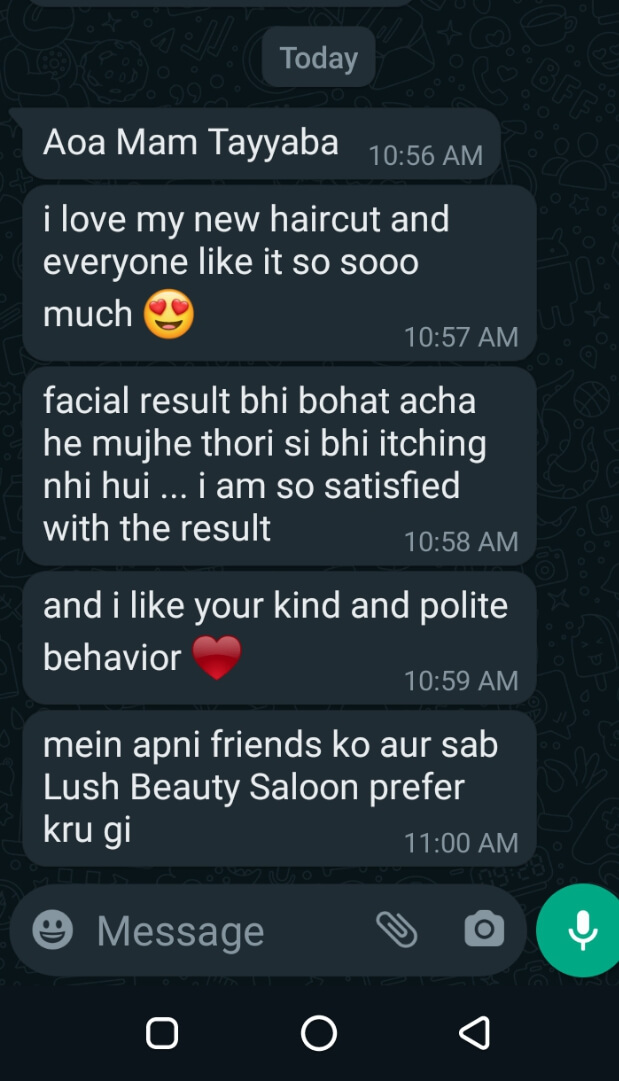 Today
Aoa Mam Tayyaba 10:56 AM
i love my new haircut and
everyone like it so sooo
much 😍
10:57 AM
facial result bhi bohat acha
he mujhe thori si bhi itching
nhi hui ... i am so satisfied
with the result
10:58 AM
and i like your kind and polite
behavior ❤️
10:59 AM
mein apni friends ko aur sab
Lush Beauty Saloon prefer
kru gi
11:00 AM
Message